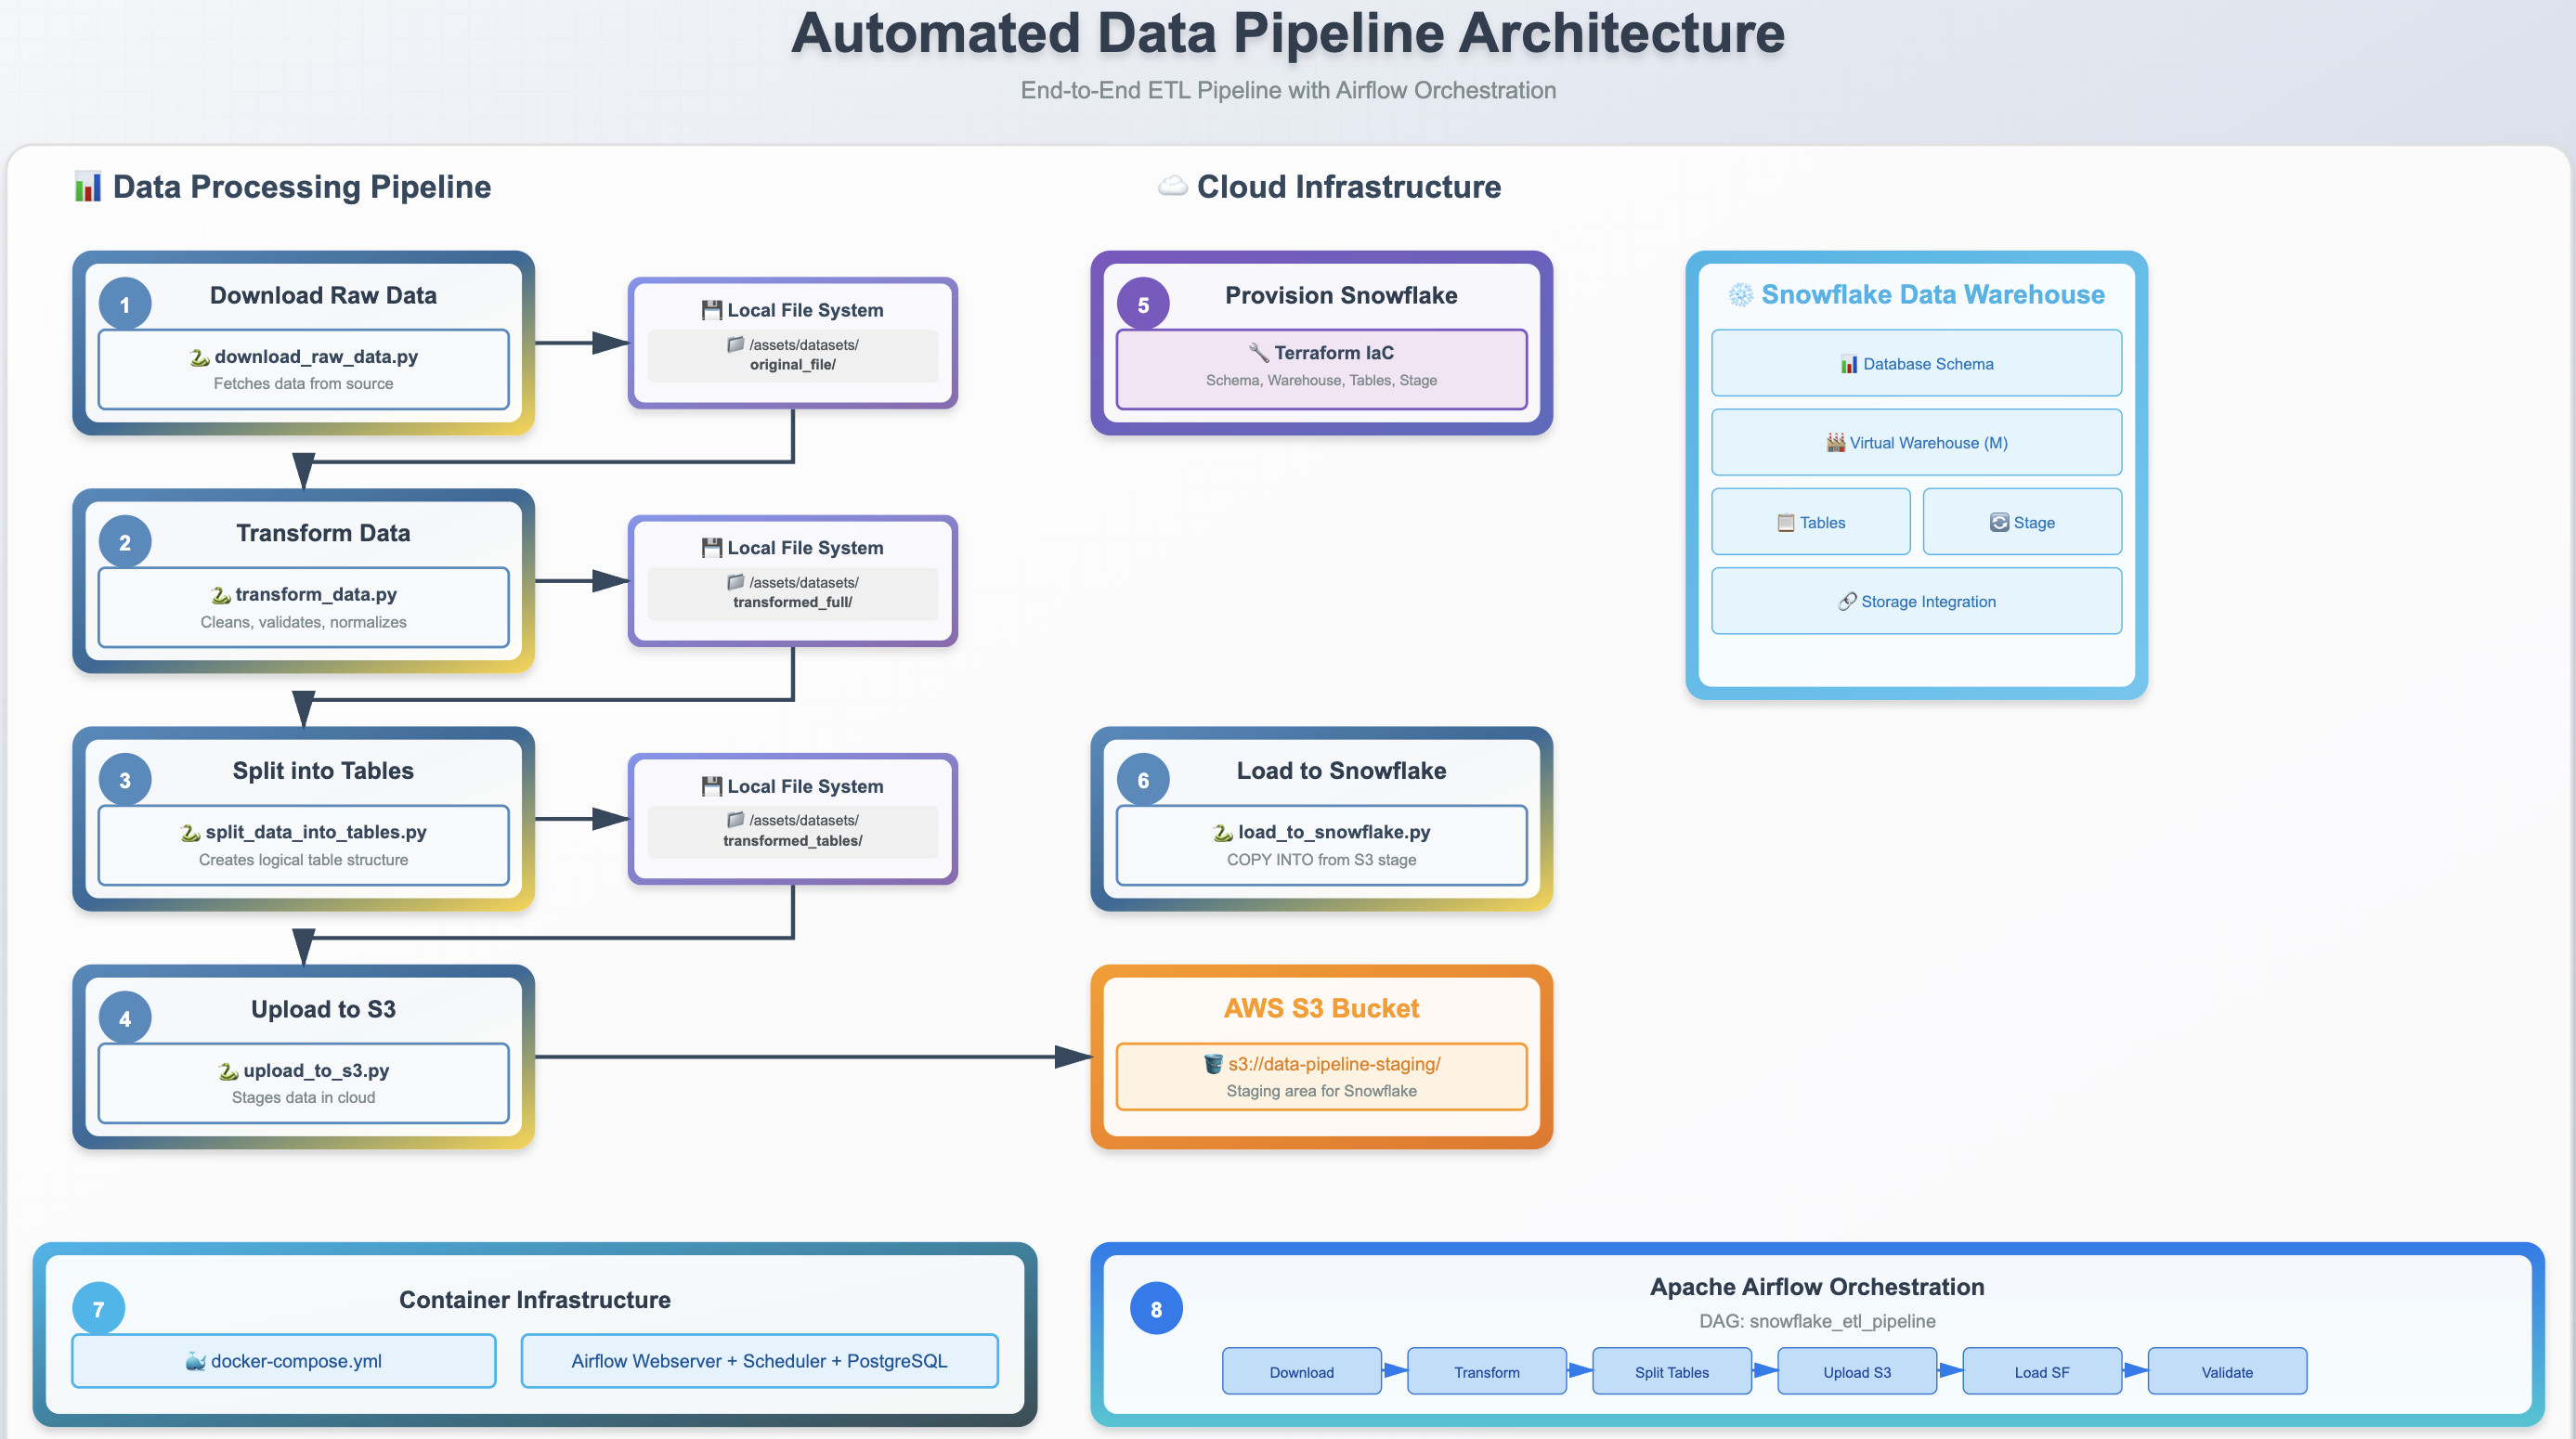 Automated Data Pipeline Architecture
End-to-End ETL Pipeline with Airflow Orchestration
Data Processing Pipeline
1
Download Raw Data
download_raw_data.py
Fetches data from source
Local File System
/assets/datasets/
original_file/
2
Transform Data
transform_data.py
Cleans, validates, normalizes
Local File System
/assets/datasets/
transformed_full/
3
Split into Tables
split_data_into_tables.py
Creates logical table structure
Local File System
/assets/datasets/
transformed_tables/
4
Upload to S3
upload_to_s3.py
Stages data in cloud
Cloud Infrastructure
5
Provision Snowflake
Terraform IaC
Schema, Warehouse, Tables, Stage
Snowflake Data Warehouse
Database Schema
Virtual Warehouse (M)
Tables
Stage
Storage Integration
6
Load to Snowflake
load_to_snowflake.py
COPY INTO from S3 stage
AWS S3 Bucket
s3://data-pipeline-staging/
Staging area for Snowflake
7
Container Infrastructure
docker-compose.yml
Airflow Webserver + Scheduler + PostgreSQL
8
Apache Airflow Orchestration
DAG: snowflake_etl_pipeline
Download
Transform
Split Tables
Upload S3
Load SF
Validate